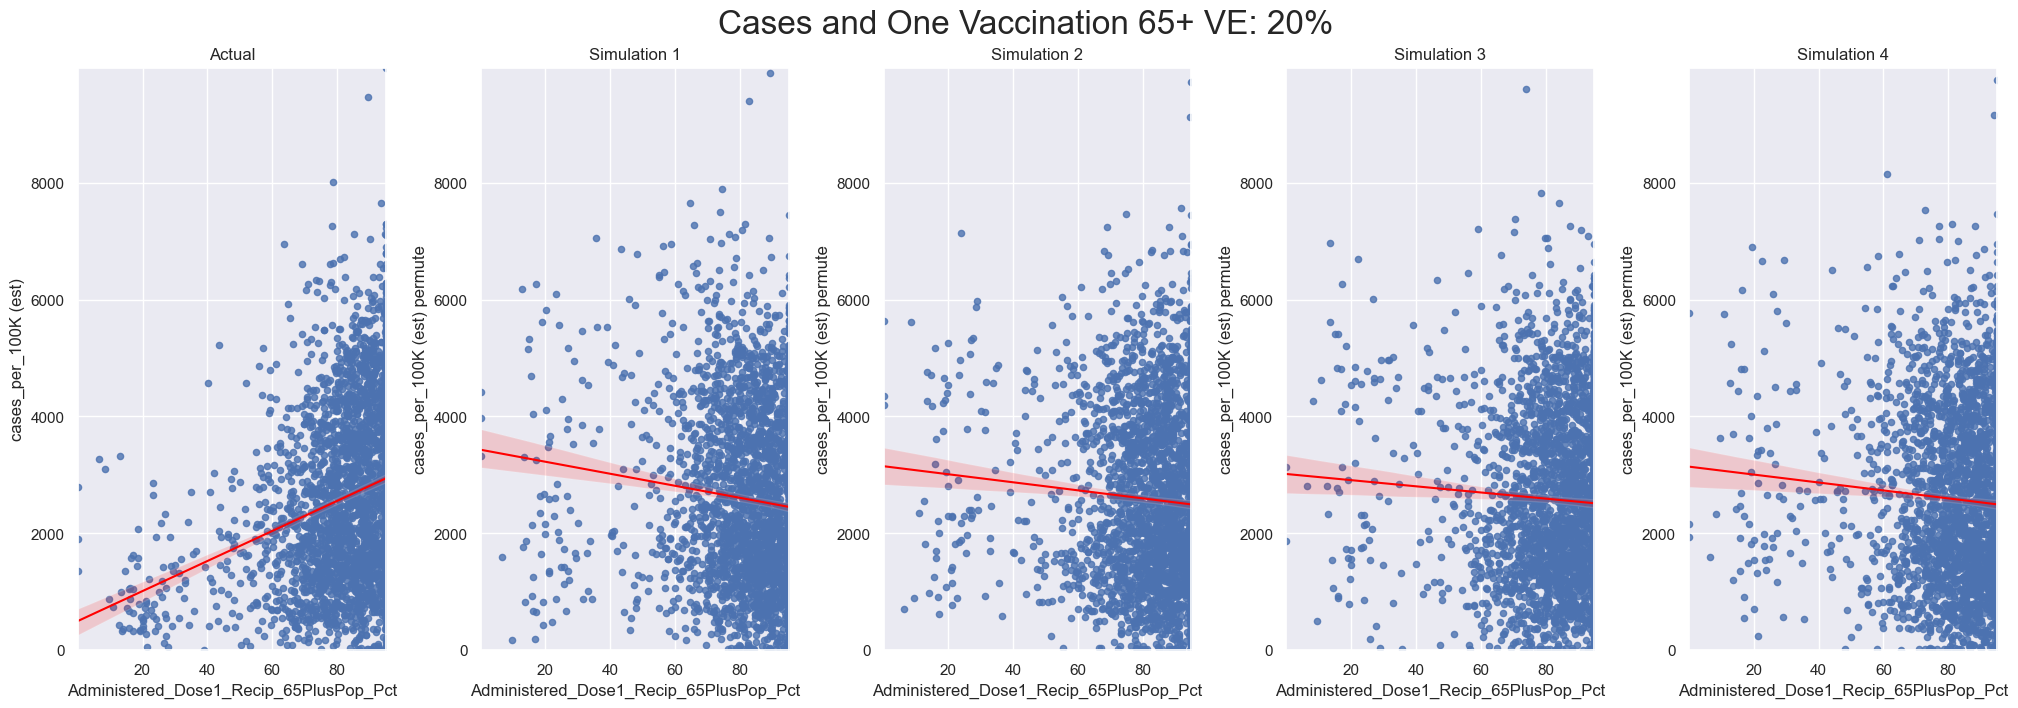 Cases and One Vaccination 65+ VE: 20%
Actual
cases_per_100K (est)
8000
6000
4000
2000
0
20 40 60 80
Administered_Dose1_Recip_65PlusPop_Pct
Simulation 1
cases_per_100K (est) permute
8000
6000
4000
2000
0
20 40 60 80
Administered_Dose1_Recip_65PlusPop_Pct
Simulation 2
cases_per_100K (est) permute
8000
6000
4000
2000
0
20 40 60 80
Administered_Dose1_Recip_65PlusPop_Pct
Simulation 3
cases_per_100K (est) permute
8000
6000
4000
2000
0
20 40 60 80
Administered_Dose1_Recip_65PlusPop_Pct
Simulation 4
cases_per_100K (est) permute
8000
6000
4000
2000
0
20 40 60 80
Administered_Dose1_Recip_65PlusPop_Pct